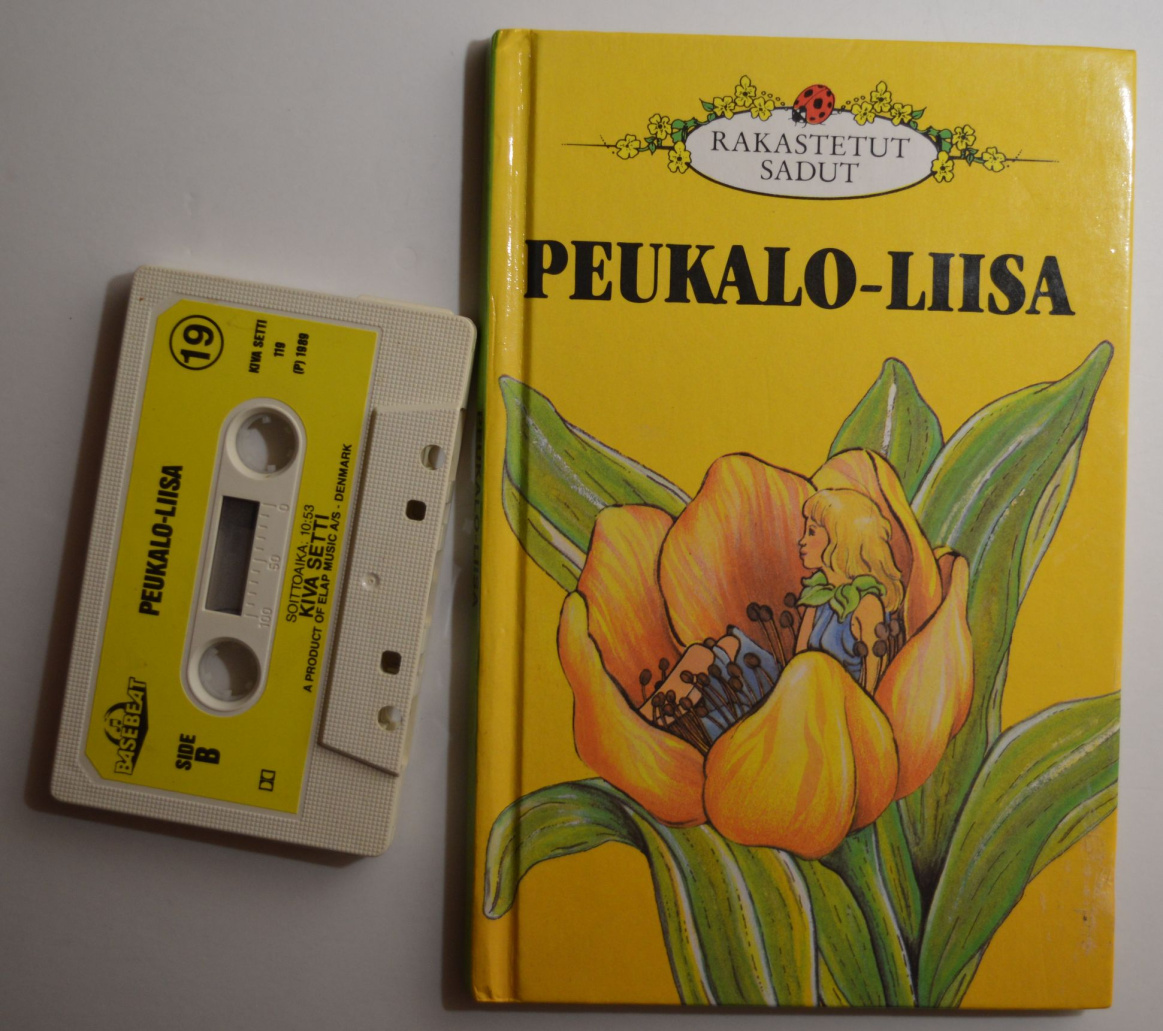 RAKASTETUT
SADUT
PEUKALO-LIISA
19
KIVA SETTI
119
(P) 1989
PEUKALO-LIISA
0
50
100
SOITTOAIKA: 10:53
KIVA SETTI
A PRODUCT OF ELAP MUSIC A/S - DENMARK
BASEBEAT
SIDE
B